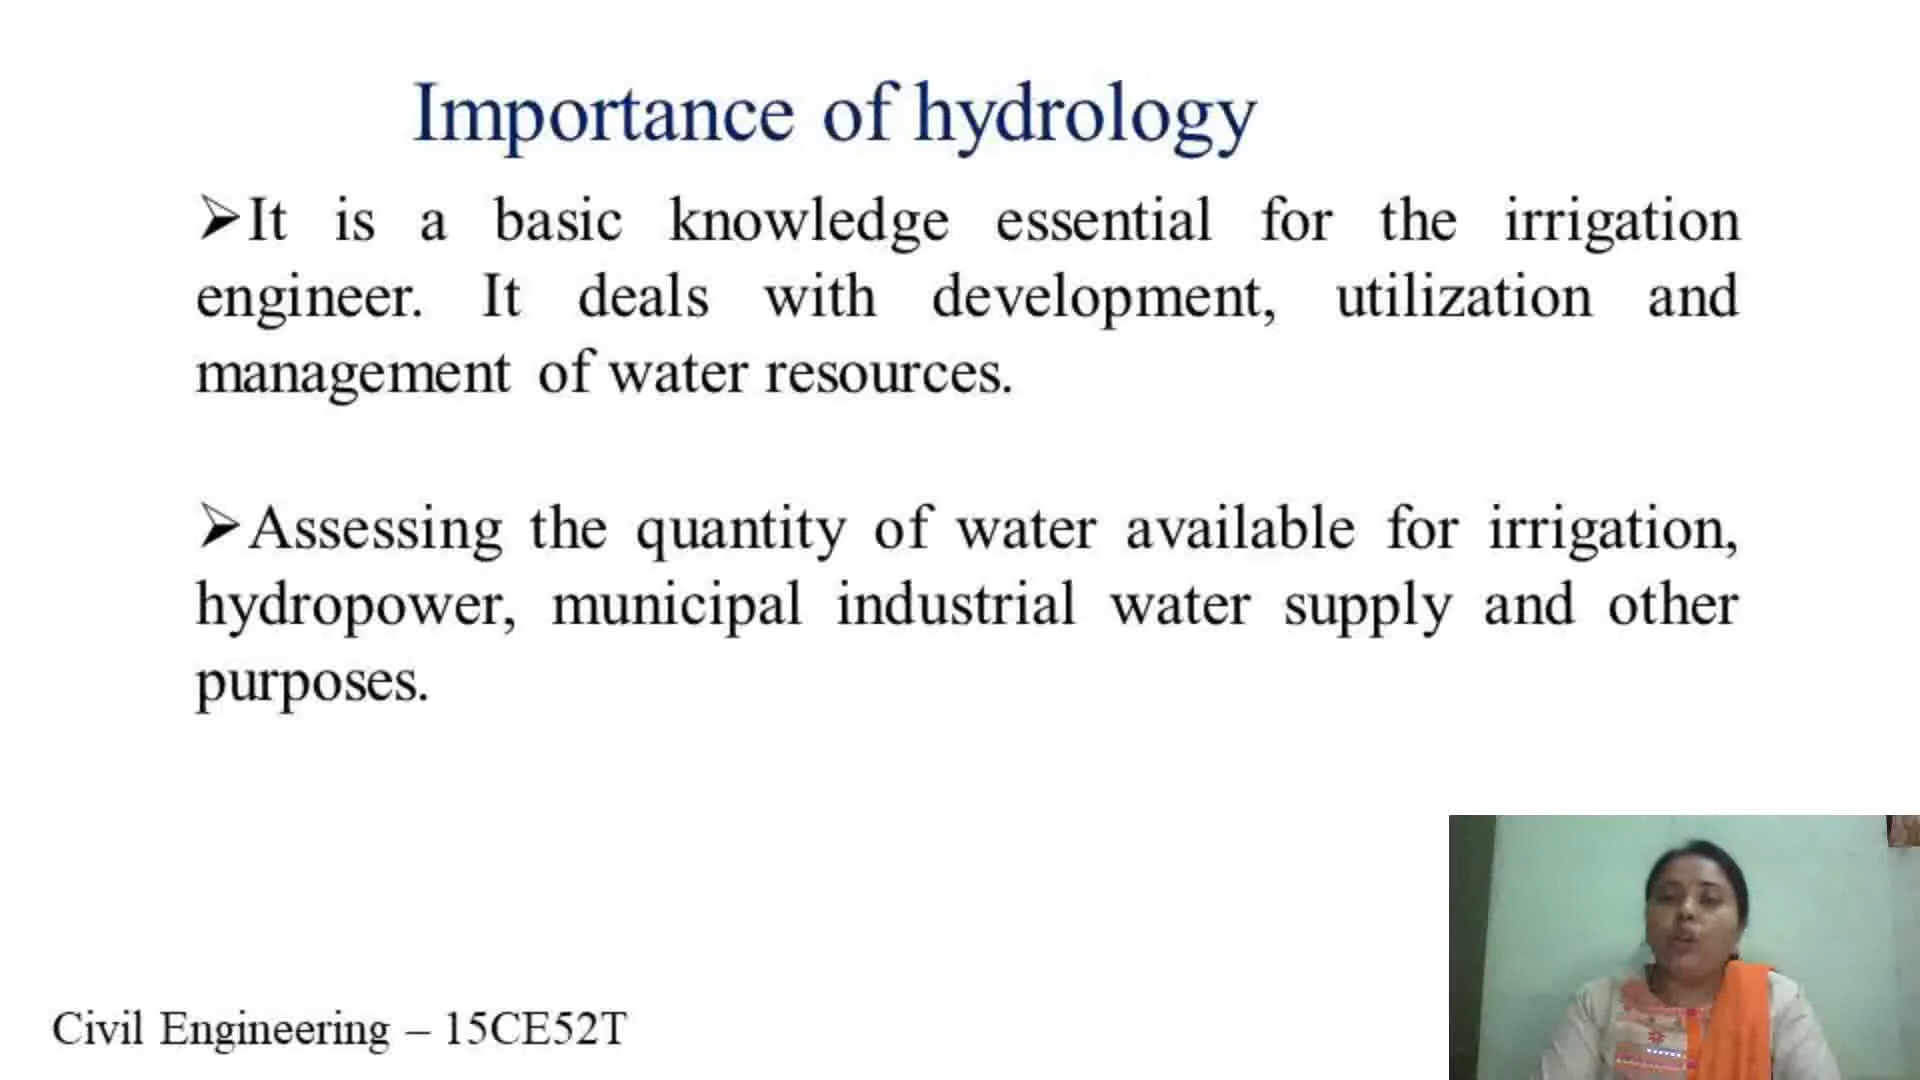 Importance of hydrology
➢It is a basic knowledge essential for the irrigation
engineer. It deals with development, utilization and
management of water resources.
➢Assessing the quantity of water available for irrigation,
hydropower, municipal industrial water supply and other
purposes.
Civil Engineering – 15CE52T